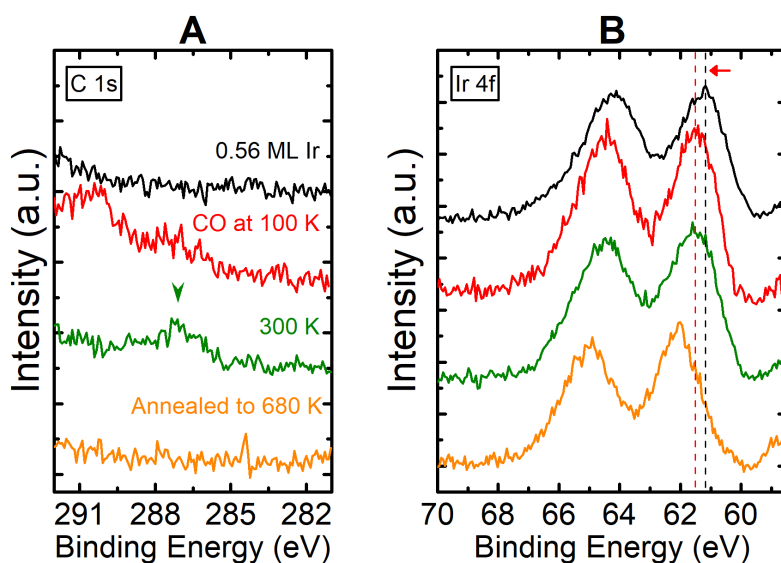 A
C 1s
0.56 ML Ir
CO at 100 K
300 K
Annealed to 680 K
Intensity (a.u.)
291 288 285 282
Binding Energy (eV)
B
Ir 4f
Intensity (a.u.)
70 68 66 64 62 60
Binding Energy (eV)